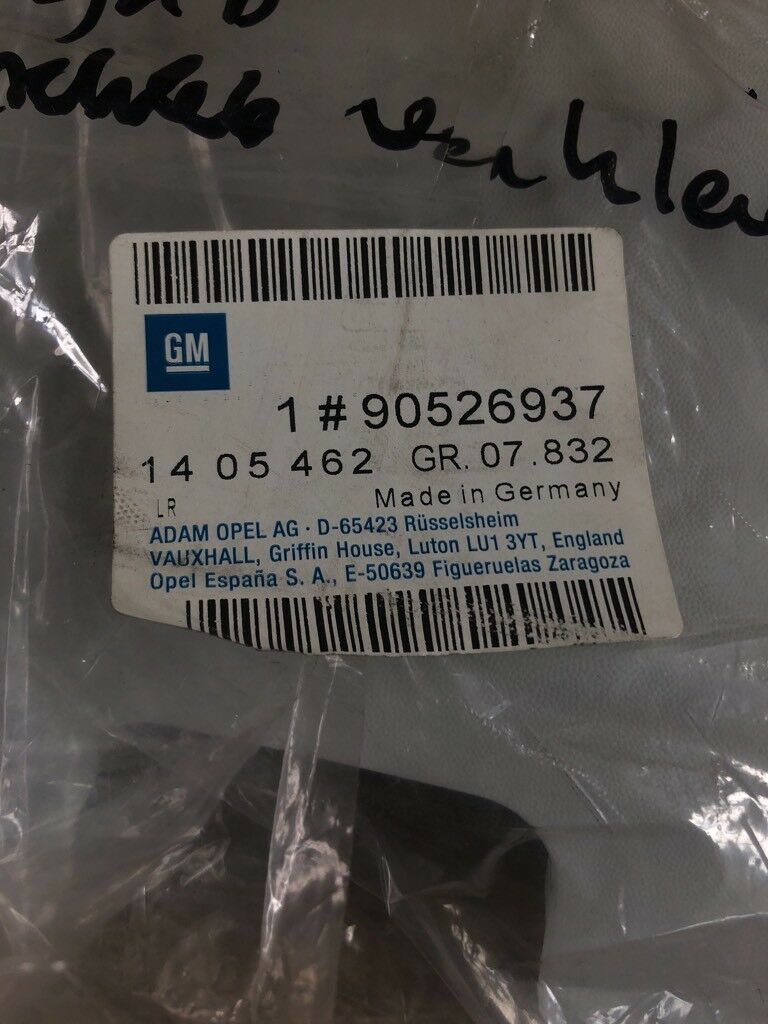 GM
1 # 90526937
14 05 462 GR. 07.832
LR Made in Germany
ADAM OPEL AG · D-65423 Rüsselsheim
VAUXHALL, Griffin House, Luton LU1 3YT, England
Opel España S. A., E-50639 Figueruelas Zaragoza